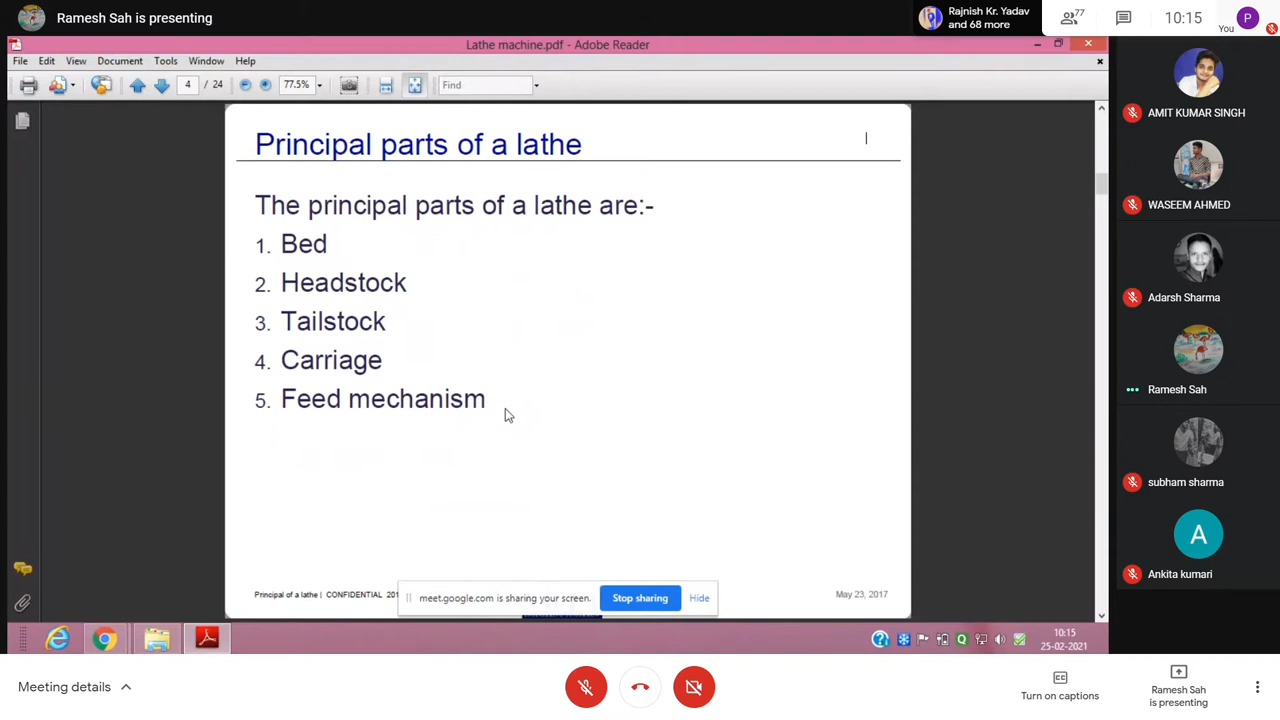 Ramesh Sah is presenting
Rajnish Kr. Yadav
and 68 more
77
10:15
You
P
Lathe machine.pdf - Adobe Reader
File Edit View Document Tools Window Help
4 / 24 77.5% Find
Principal parts of a lathe
The principal parts of a lathe are:-
1. Bed
2. Headstock
3. Tailstock
4. Carriage
5. Feed mechanism
Principal of a lathe | CONFIDENTIAL 201
May 23, 2017
meet.google.com is sharing your screen. Stop sharing Hide
AMIT KUMAR SINGH
WASEEM AHMED
Adarsh Sharma
Ramesh Sah
subham sharma
A
Ankita kumari
10:15
25-02-2021
Meeting details
Turn on captions
Ramesh Sah
is presenting